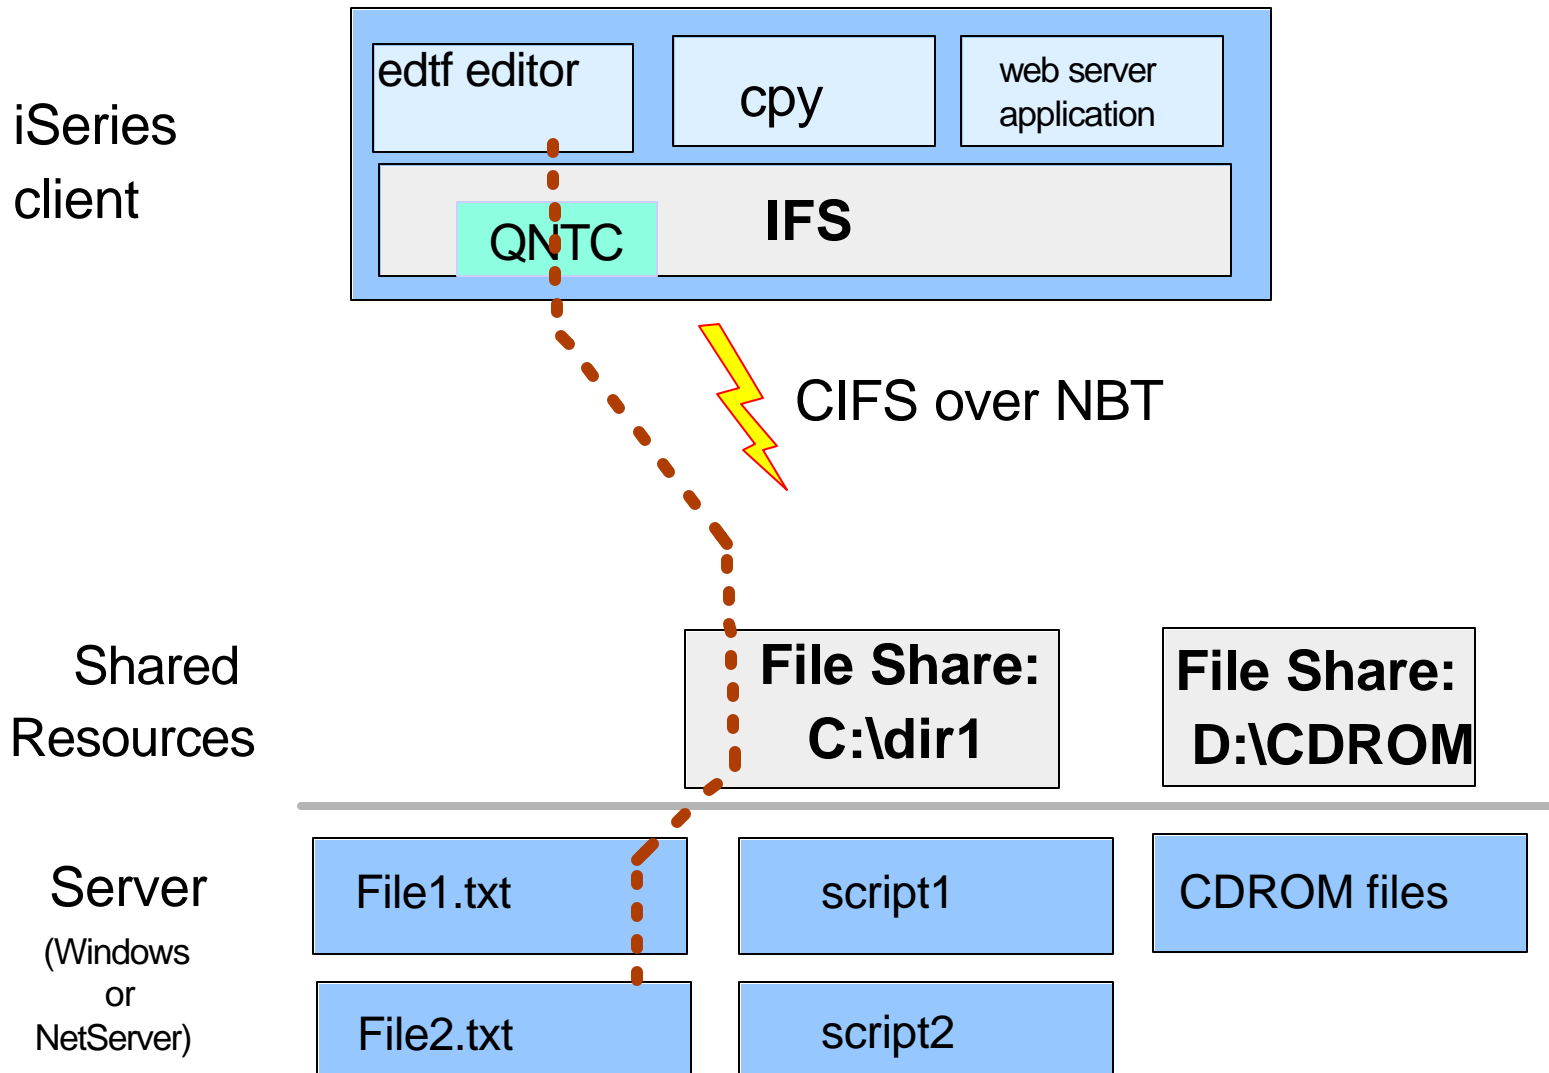 edtf editor
cpy
web server
application
iSeries
client
IFS
QNTC
CIFS over NBT
Shared
Resources
File Share:
C:\dir1
File Share:
D:\CDROM
Server
(Windows
or
NetServer)
File1.txt
script1
CDROM files
File2.txt
script2